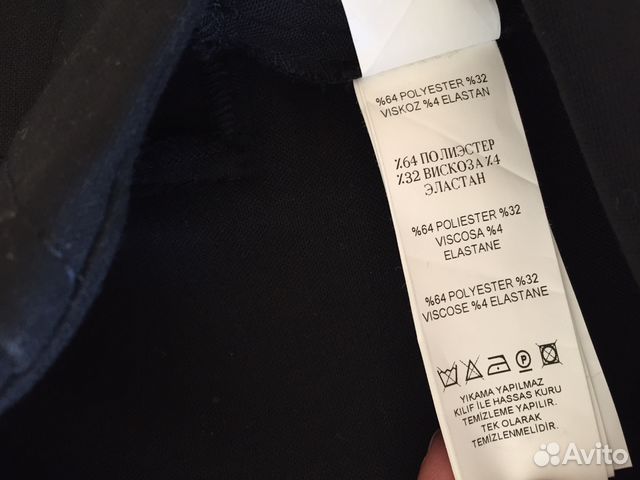 %64 POLYESTER %32
VISKOZ %4 ELASTAN
٪64 ПОЛИЭСТЕР
٪32 ВИСКОЗА ٪4
ЭЛАСТАН
%64 POLIESTER %32
VISCOSA %4
ELASTANE
%64 POLYESTER %32
VISCOSE %4 ELASTANE
P
YIKAMA YAPILMAZ
KILIF İLE HASSAS KURU
TEMİZLEME YAPILIR.
TEK OLARAK
TEMİZLENMELİDİR.
Avito